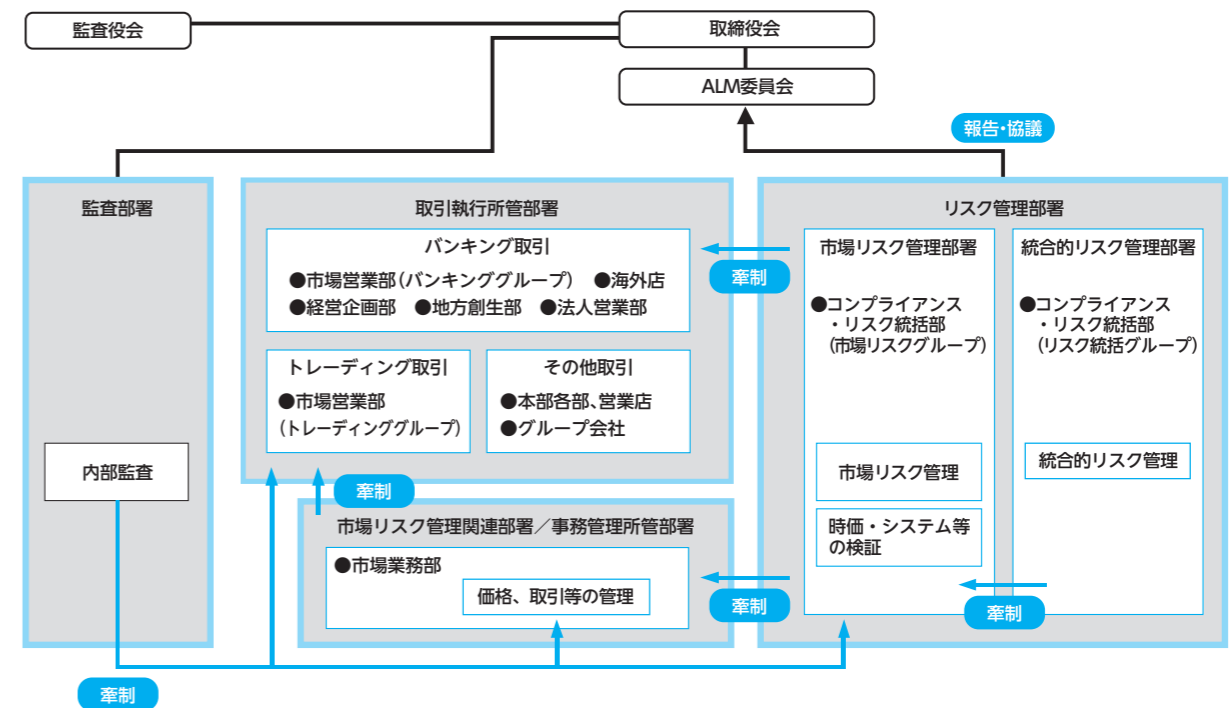 監査役会
取締役会
ALM委員会
報告・協議
監査部署
内部監査
牽制
取引執行所管部署
バンキング取引
●市場営業部(バンキンググループ) ●海外店
●経営企画部 ●地方創生部 ●法人営業部
トレーディング取引
●市場営業部
(トレーディンググループ)
その他取引
●本部各部、営業店
●グループ会社
牽制
牽制
市場リスク管理関連部署／事務管理所管部署
●市場業務部
価格、取引等の管理
牽制
リスク管理部署
市場リスク管理部署
●コンプライアンス
・リスク統括部
(市場リスクグループ)
市場リスク管理
時価・システム等
の検証
統合的リスク管理部署
●コンプライアンス
・リスク統括部
(リスク統括グループ)
統合的リスク管理
牽制